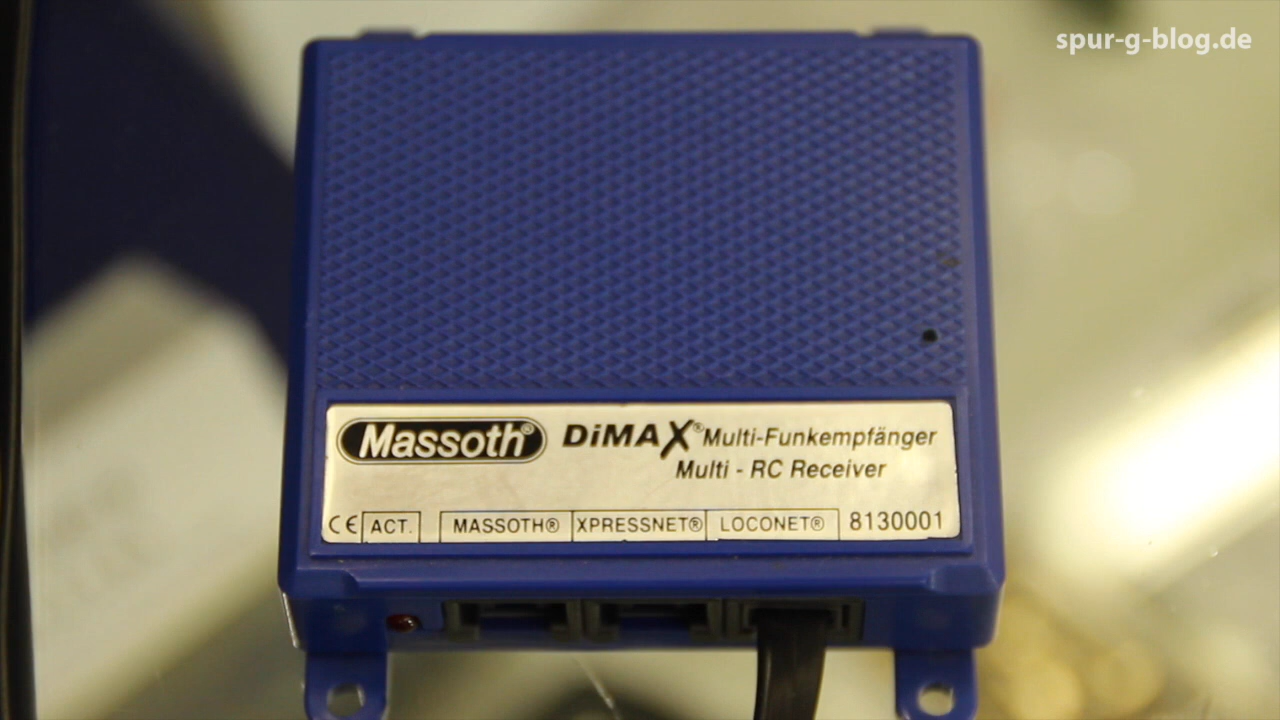 spur-g-blog.de
Massoth® DiMAX® Multi-Funkempfänger
Multi - RC Receiver
CE ACT. MASSOTH® XPRESSNET® LOCONET® 8130001